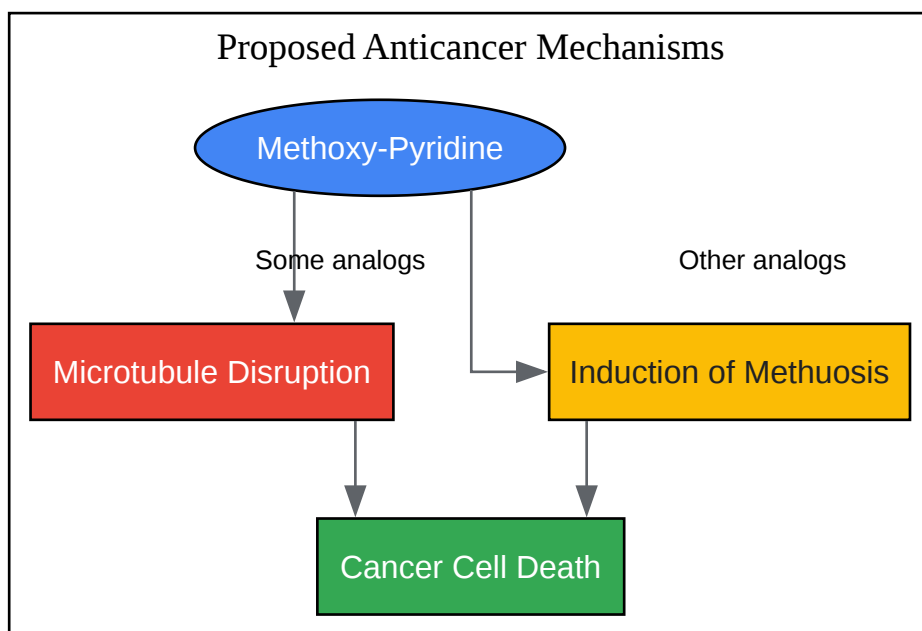 Proposed Anticancer Mechanisms
Methoxy-Pyridine
Some analogs
Other analogs
Microtubule Disruption
Induction of Methuosis
Cancer Cell Death